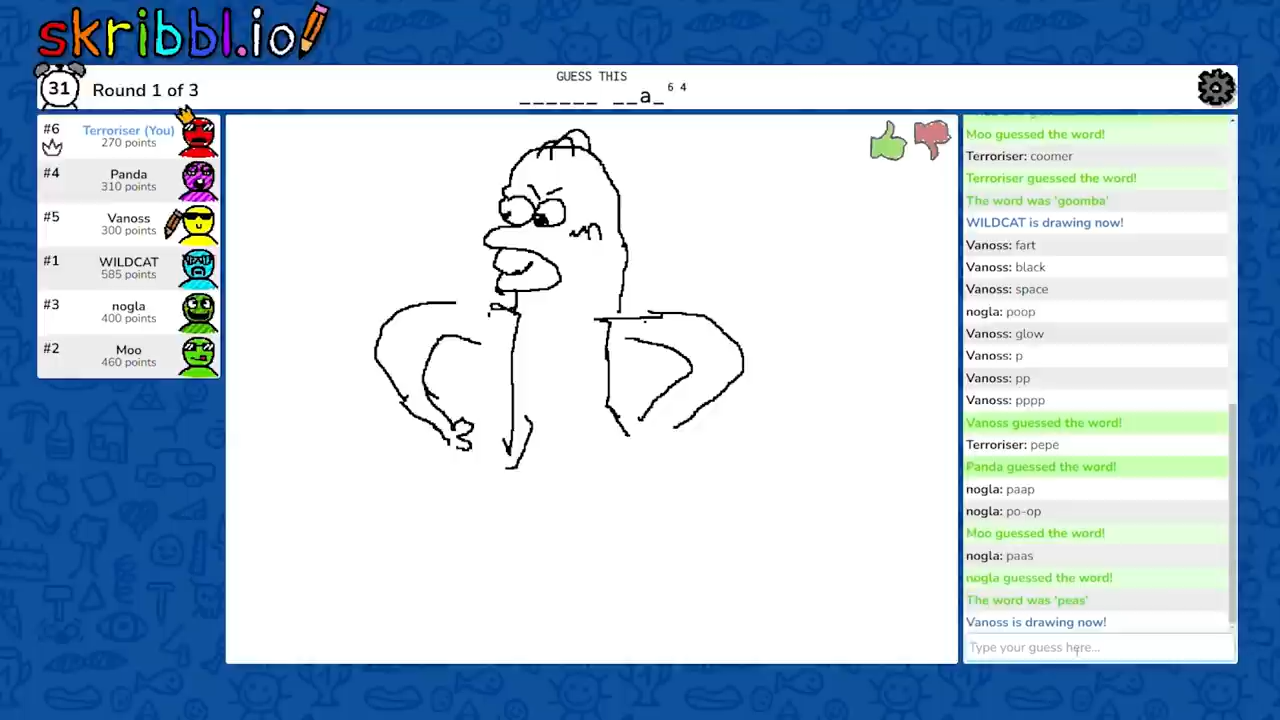 skribbl.io
31
Round 1 of 3
GUESS THIS
______ __a_ 6 4
#6 Terroriser (You)
270 points
#4 Panda
310 points
#5 Vanoss
300 points
#1 WILDCAT
585 points
#3 nogla
400 points
#2 Moo
460 points
Moo guessed the word!
Terroriser: coomer
Terroriser guessed the word!
The word was 'goomba'
WILDCAT is drawing now!
Vanoss: fart
Vanoss: black
Vanoss: space
nogla: poop
Vanoss: glow
Vanoss: p
Vanoss: pp
Vanoss: pppp
Vanoss guessed the word!
Terroriser: pepe
Panda guessed the word!
nogla: paap
nogla: po-op
Moo guessed the word!
nogla: paas
nogla guessed the word!
The word was 'peas'
Vanoss is drawing now!
Type your guess here...